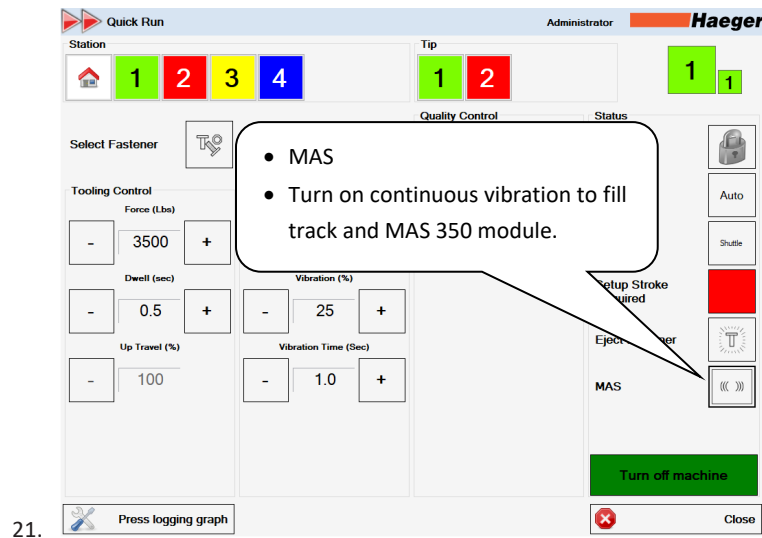 Quick Run
Administrator
Haeger
Station
1 2 3 4
Tip
1 2
1 1
Quality Control
Status
Select Fastener
• MAS
• Turn on continuous vibration to fill
track and MAS 350 module.
Auto
Shuttle
Tooling Control
Force (Lbs)
- 3500 +
Dwell (sec)
- 0.5 +
Vibration (%)
- 25 +
Setup Stroke
Up Travel (%)
- 100
Vibration Time (Sec)
- 1.0 +
Eject
MAS
Turn off machine
21.
Press logging graph
Close